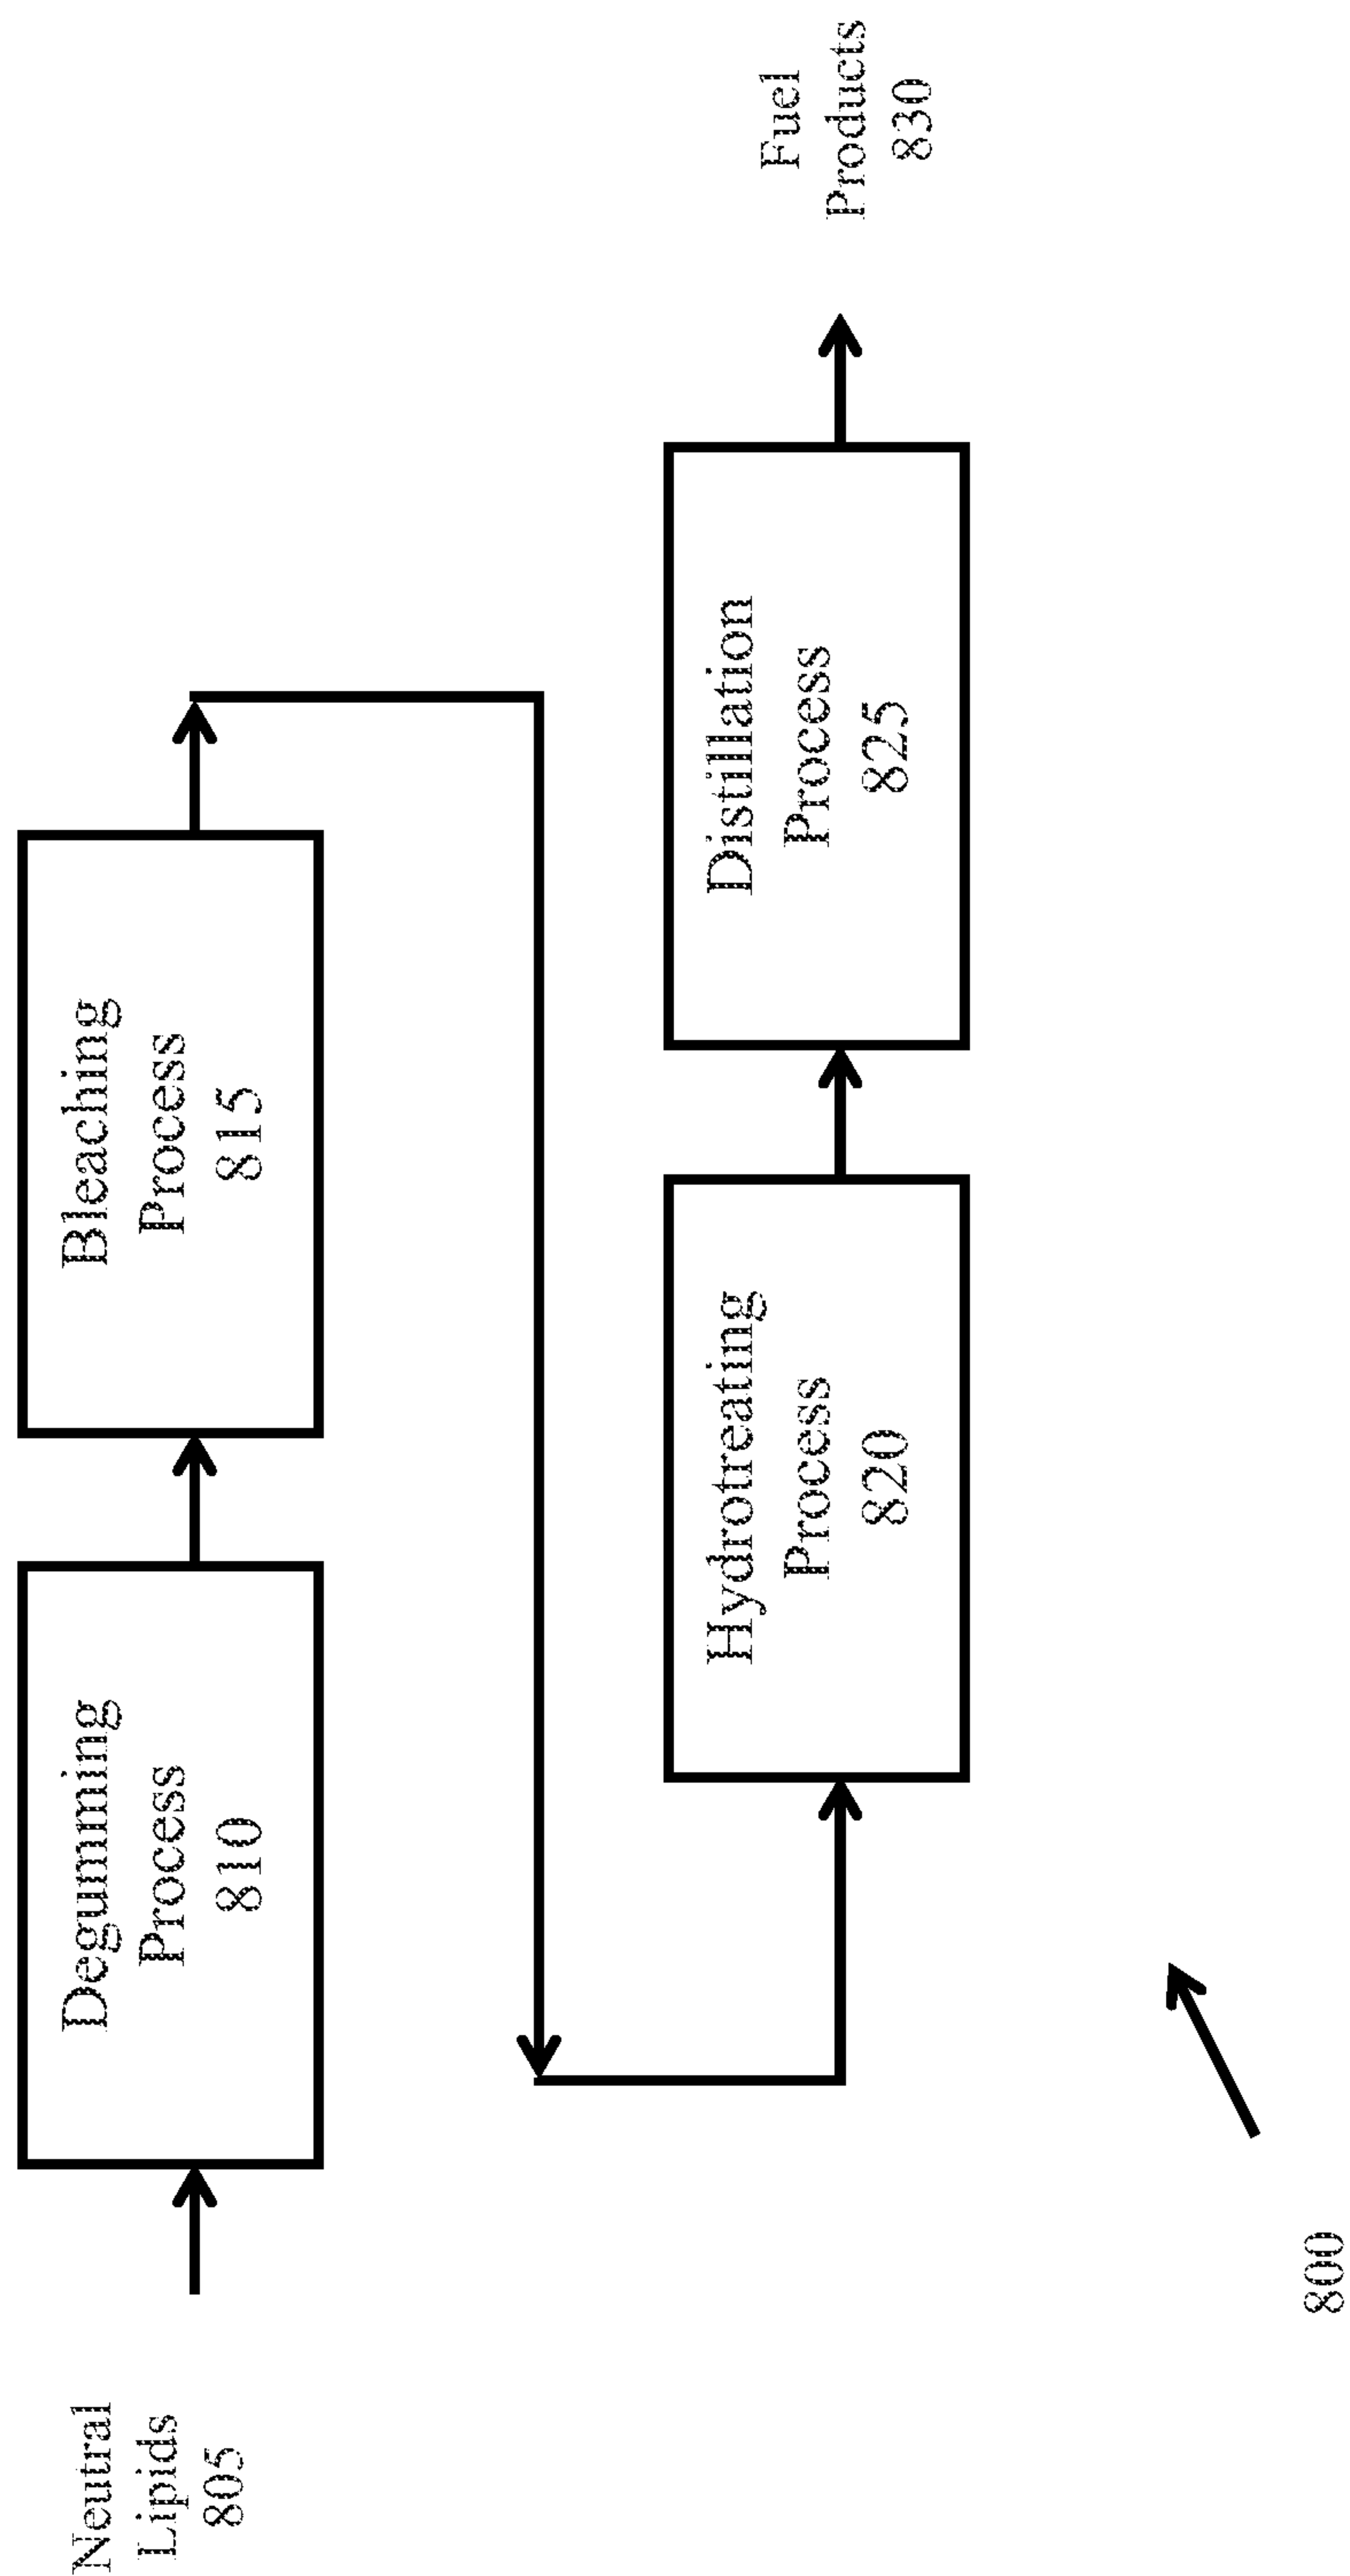 Neutral
Lipids
805
Degumming
Process
810
Bleaching
Process
815
Hydrotreating
Process
820
Distillation
Process
825
Fuel
Products
830
800